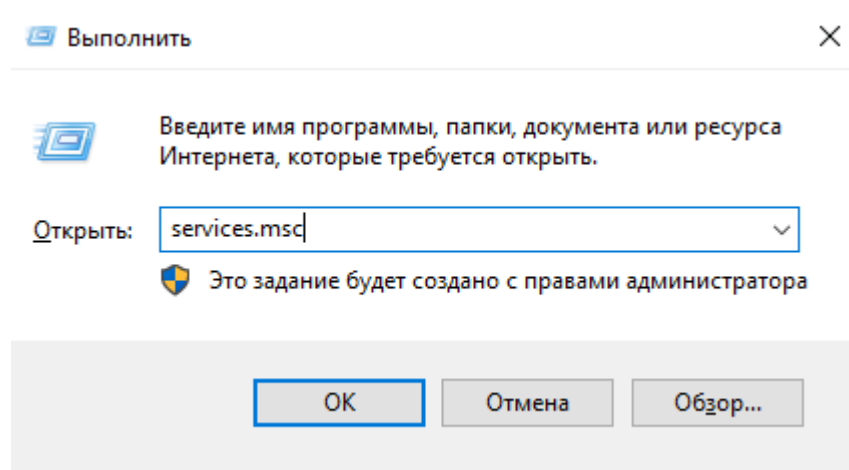 Выполнить
Введите имя программы, папки, документа или ресурса
Интернета, которые требуется открыть.
Открыть: services.msc
Это задание будет создано с правами администратора
ОК Отмена Обзор...